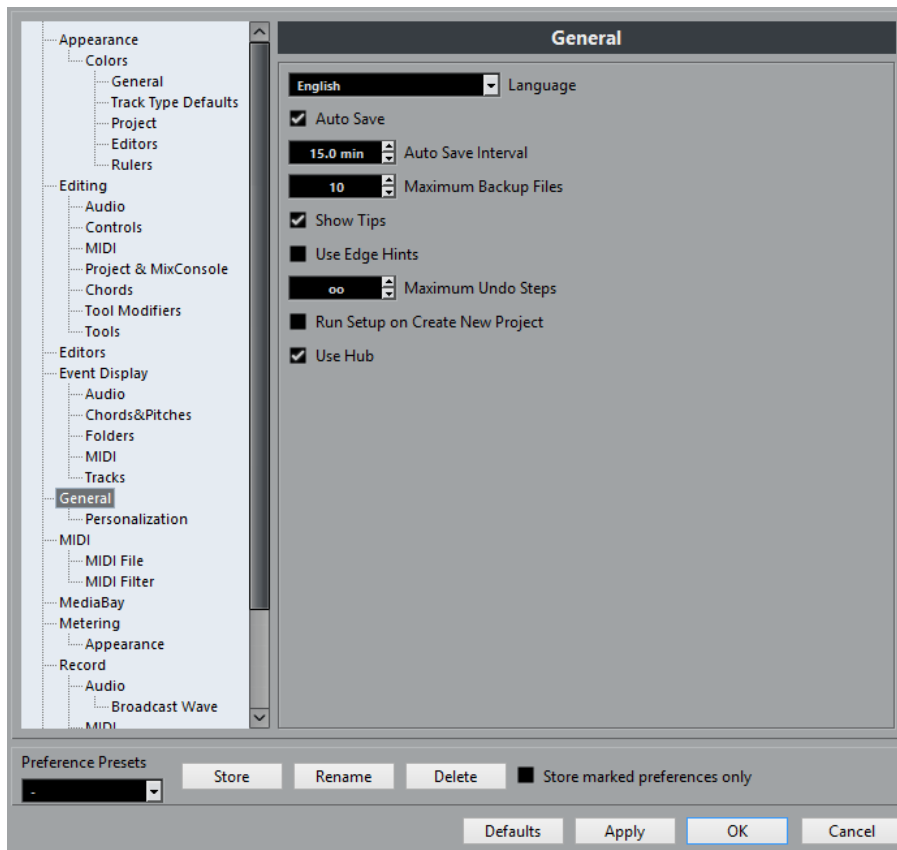 Appearance
Colors
General
Track Type Defaults
Project
Editors
Rulers
Editing
Audio
Controls
MIDI
Project & MixConsole
Chords
Tool Modifiers
Tools
Editors
Event Display
Audio
Chords&Pitches
Folders
MIDI
Tracks
General
Personalization
MIDI
MIDI File
MIDI Filter
MediaBay
Metering
Appearance
Record
Audio
Broadcast Wave
MIDI
General
English Language
Auto Save
15.0 min Auto Save Interval
10 Maximum Backup Files
Show Tips
Use Edge Hints
oo Maximum Undo Steps
Run Setup on Create New Project
Use Hub
Preference Presets
-
Store Rename Delete Store marked preferences only
Defaults Apply OK Cancel